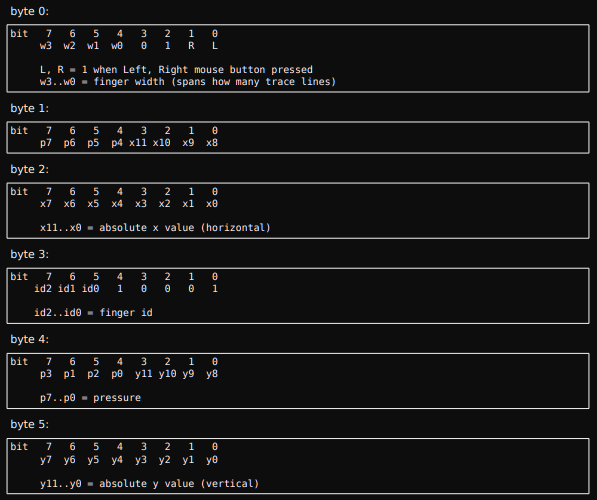 byte 0:
bit 7 6 5 4 3 2 1 0
w3 w2 w1 w0 0 1 R L
L, R = 1 when Left, Right mouse button pressed
w3..w0 = finger width (spans how many trace lines)
byte 1:
bit 7 6 5 4 3 2 1 0
p7 p6 p5 p4 x11 x10 x9 x8
byte 2:
bit 7 6 5 4 3 2 1 0
x7 x6 x5 x4 x3 x2 x1 x0
x11..x0 = absolute x value (horizontal)
byte 3:
bit 7 6 5 4 3 2 1 0
id2 id1 id0 1 0 0 0 1
id2..id0 = finger id
byte 4:
bit 7 6 5 4 3 2 1 0
p3 p1 p2 p0 y11 y10 y9 y8
p7..p0 = pressure
byte 5:
bit 7 6 5 4 3 2 1 0
y7 y6 y5 y4 y3 y2 y1 y0
y11..y0 = absolute y value (vertical)